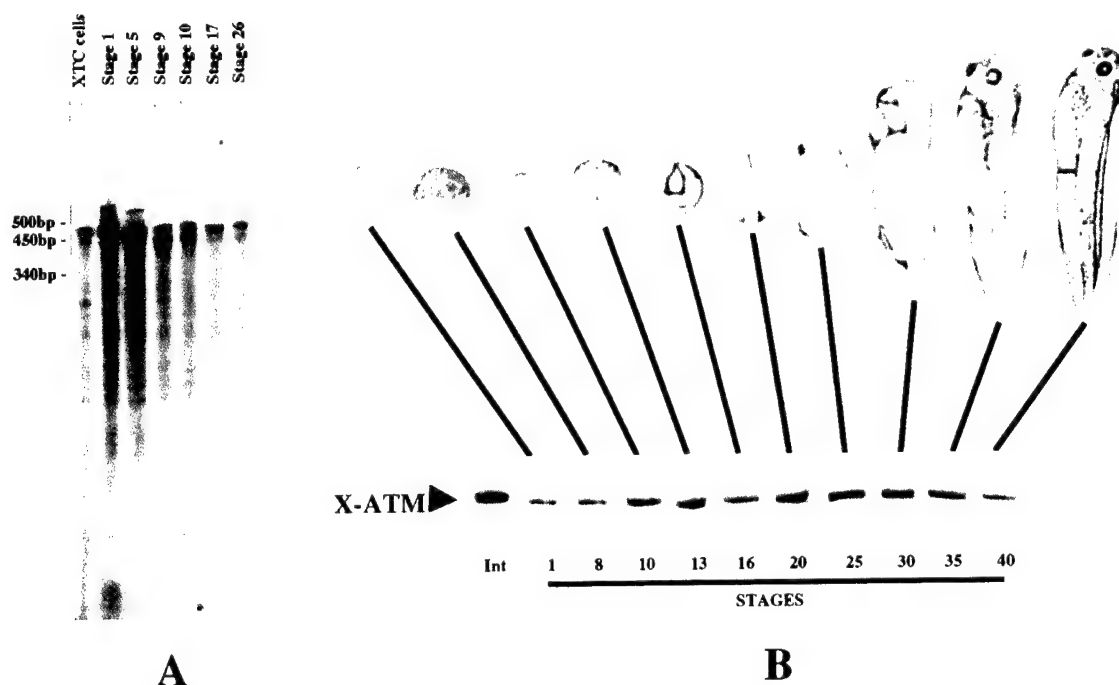 XTC cells
Stage 1
Stage 5
Stage 9
Stage 10
Stage 17
Stage 26
500bp -
450bp -
340bp -
X-ATM
Int 1 8 10 13 16 20 25 30 35 40
STAGES
A B